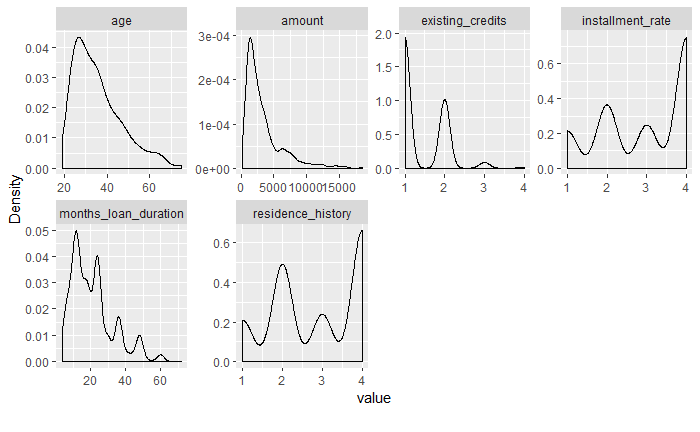 age
amount
existing_credits
installment_rate
0.04
0.03
0.02
0.01
0.00
20 40 60
3e-04
2e-04
1e-04
0e+00
0 5000 10000 15000
2.0
1.5
1.0
0.5
0.0
1 2 3 4
0.6
0.4
0.2
0.0
1 2 3 4
Density
months_loan_duration
residence_history
0.05
0.04
0.03
0.02
0.01
0.00
20 40 60
0.6
0.4
0.2
0.0
1 2 3 4
value